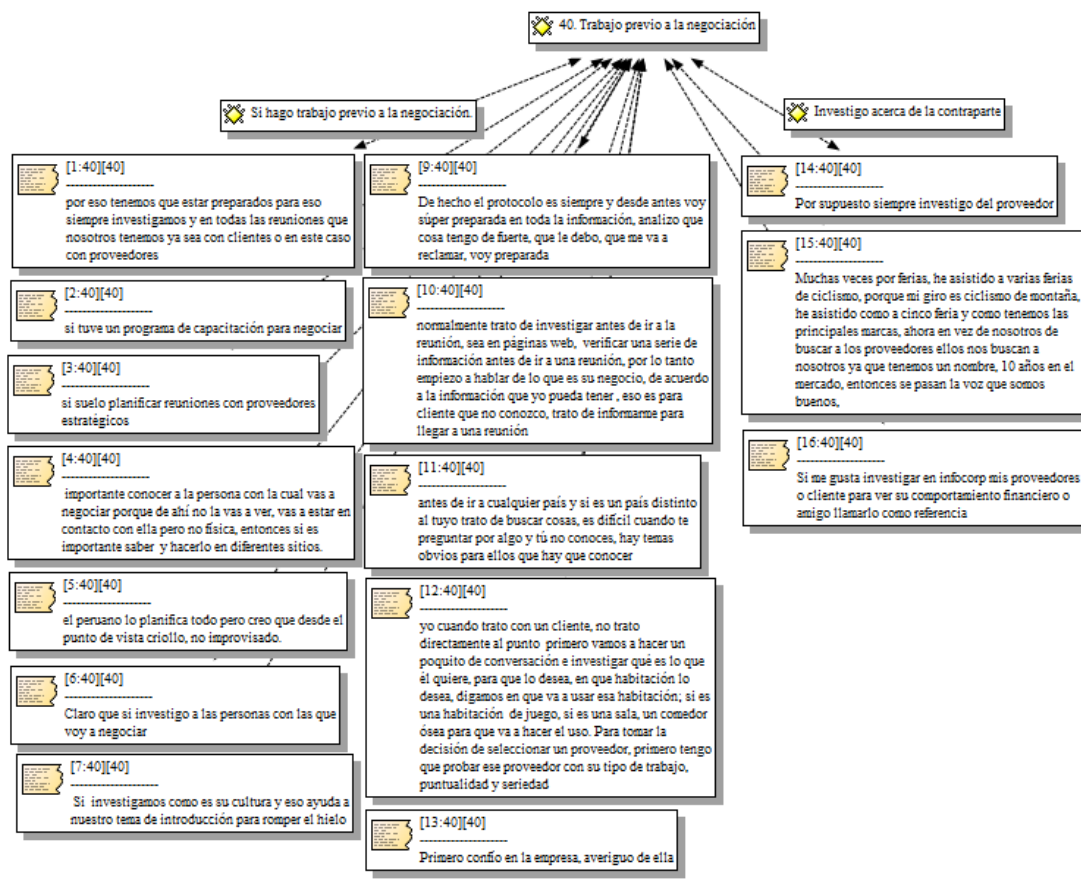 40. Trabajo previo a la negociación
Si hago trabajo previo a la negociación.
Investigo acerca de la contraparte
[1:40][40]
--------------------
por eso tenemos que estar preparados para eso
siempre investigamos y en todas las reuniones que
nosotros tenemos ya sea con clientes o en este caso
con proveedores
[2:40][40]
--------------------
si tuve un programa de capacitación para negociar
[3:40][40]
--------------------
si suelo planificar reuniones con proveedores
estratégicos
[4:40][40]
--------------------
importante conocer a la persona con la cual vas a
negociar porque de ahí no la vas a ver, vas a estar en
contacto con ella pero no física, entonces si es
importante saber y hacerlo en diferentes sitios.
[5:40][40]
--------------------
el peruano lo planifica todo pero creo que desde el
punto de vista criollo, no improvisado.
[6:40][40]
--------------------
Claro que si investigo a las personas con las que
voy a negociar
[7:40][40]
--------------------
Si investigamos como es su cultura y eso ayuda a
nuestro tema de introducción para romper el hielo
[9:40][40]
--------------------
De hecho el protocolo es siempre y desde antes voy
súper preparada en toda la información, analizo que
cosa tengo de fuerte, que le debo, que me va a
reclamar, voy preparada
[10:40][40]
--------------------
normalmente trato de investigar antes de ir a la
reunión, sea en páginas web, verificar una serie de
información antes de ir a una reunión, por lo tanto
empiezo a hablar de lo que es su negocio, de acuerdo
a la información que yo pueda tener , eso es para
cliente que no conozco, trato de informarme para
llegar a una reunión
[11:40][40]
--------------------
antes de ir a cualquier país y si es un país distinto
al tuyo trato de buscar cosas, es difícil cuando te
preguntar por algo y tú no conoces, hay temas
obvios para ellos que hay que conocer
[12:40][40]
--------------------
yo cuando trato con un cliente, no trato
directamente al punto primero vamos a hacer un
poquito de conversación e investigar qué es lo que
él quiere, para que lo desea, en que habitación lo
desea, digamos en que va a usar esa habitación; si es
una habitación de juego, si es una sala, un comedor
ósea para que va a hacer el uso. Para tomar la
decisión de seleccionar un proveedor, primero tengo
que probar ese proveedor con su tipo de trabajo,
puntualidad y seriedad
[13:40][40]
--------------------
Primero confío en la empresa, averiguo de ella
[14:40][40]
--------------------
Por supuesto siempre investigo del proveedor
[15:40][40]
--------------------
Muchas veces por ferias, he asistido a varias ferias
de ciclismo, porque mi giro es ciclismo de montaña,
he asistido como a cinco feria y como tenemos las
principales marcas, ahora en vez de nosotros de
buscar a los proveedores ellos nos buscan a
nosotros ya que tenemos un nombre, 10 años en el
mercado, entonces se pasan la voz que somos
buenos,
[16:40][40]
--------------------
Si me gusta investigar en infocorp mis proveedores
o cliente para ver su comportamiento financiero o
amigo llamarlo como referencia